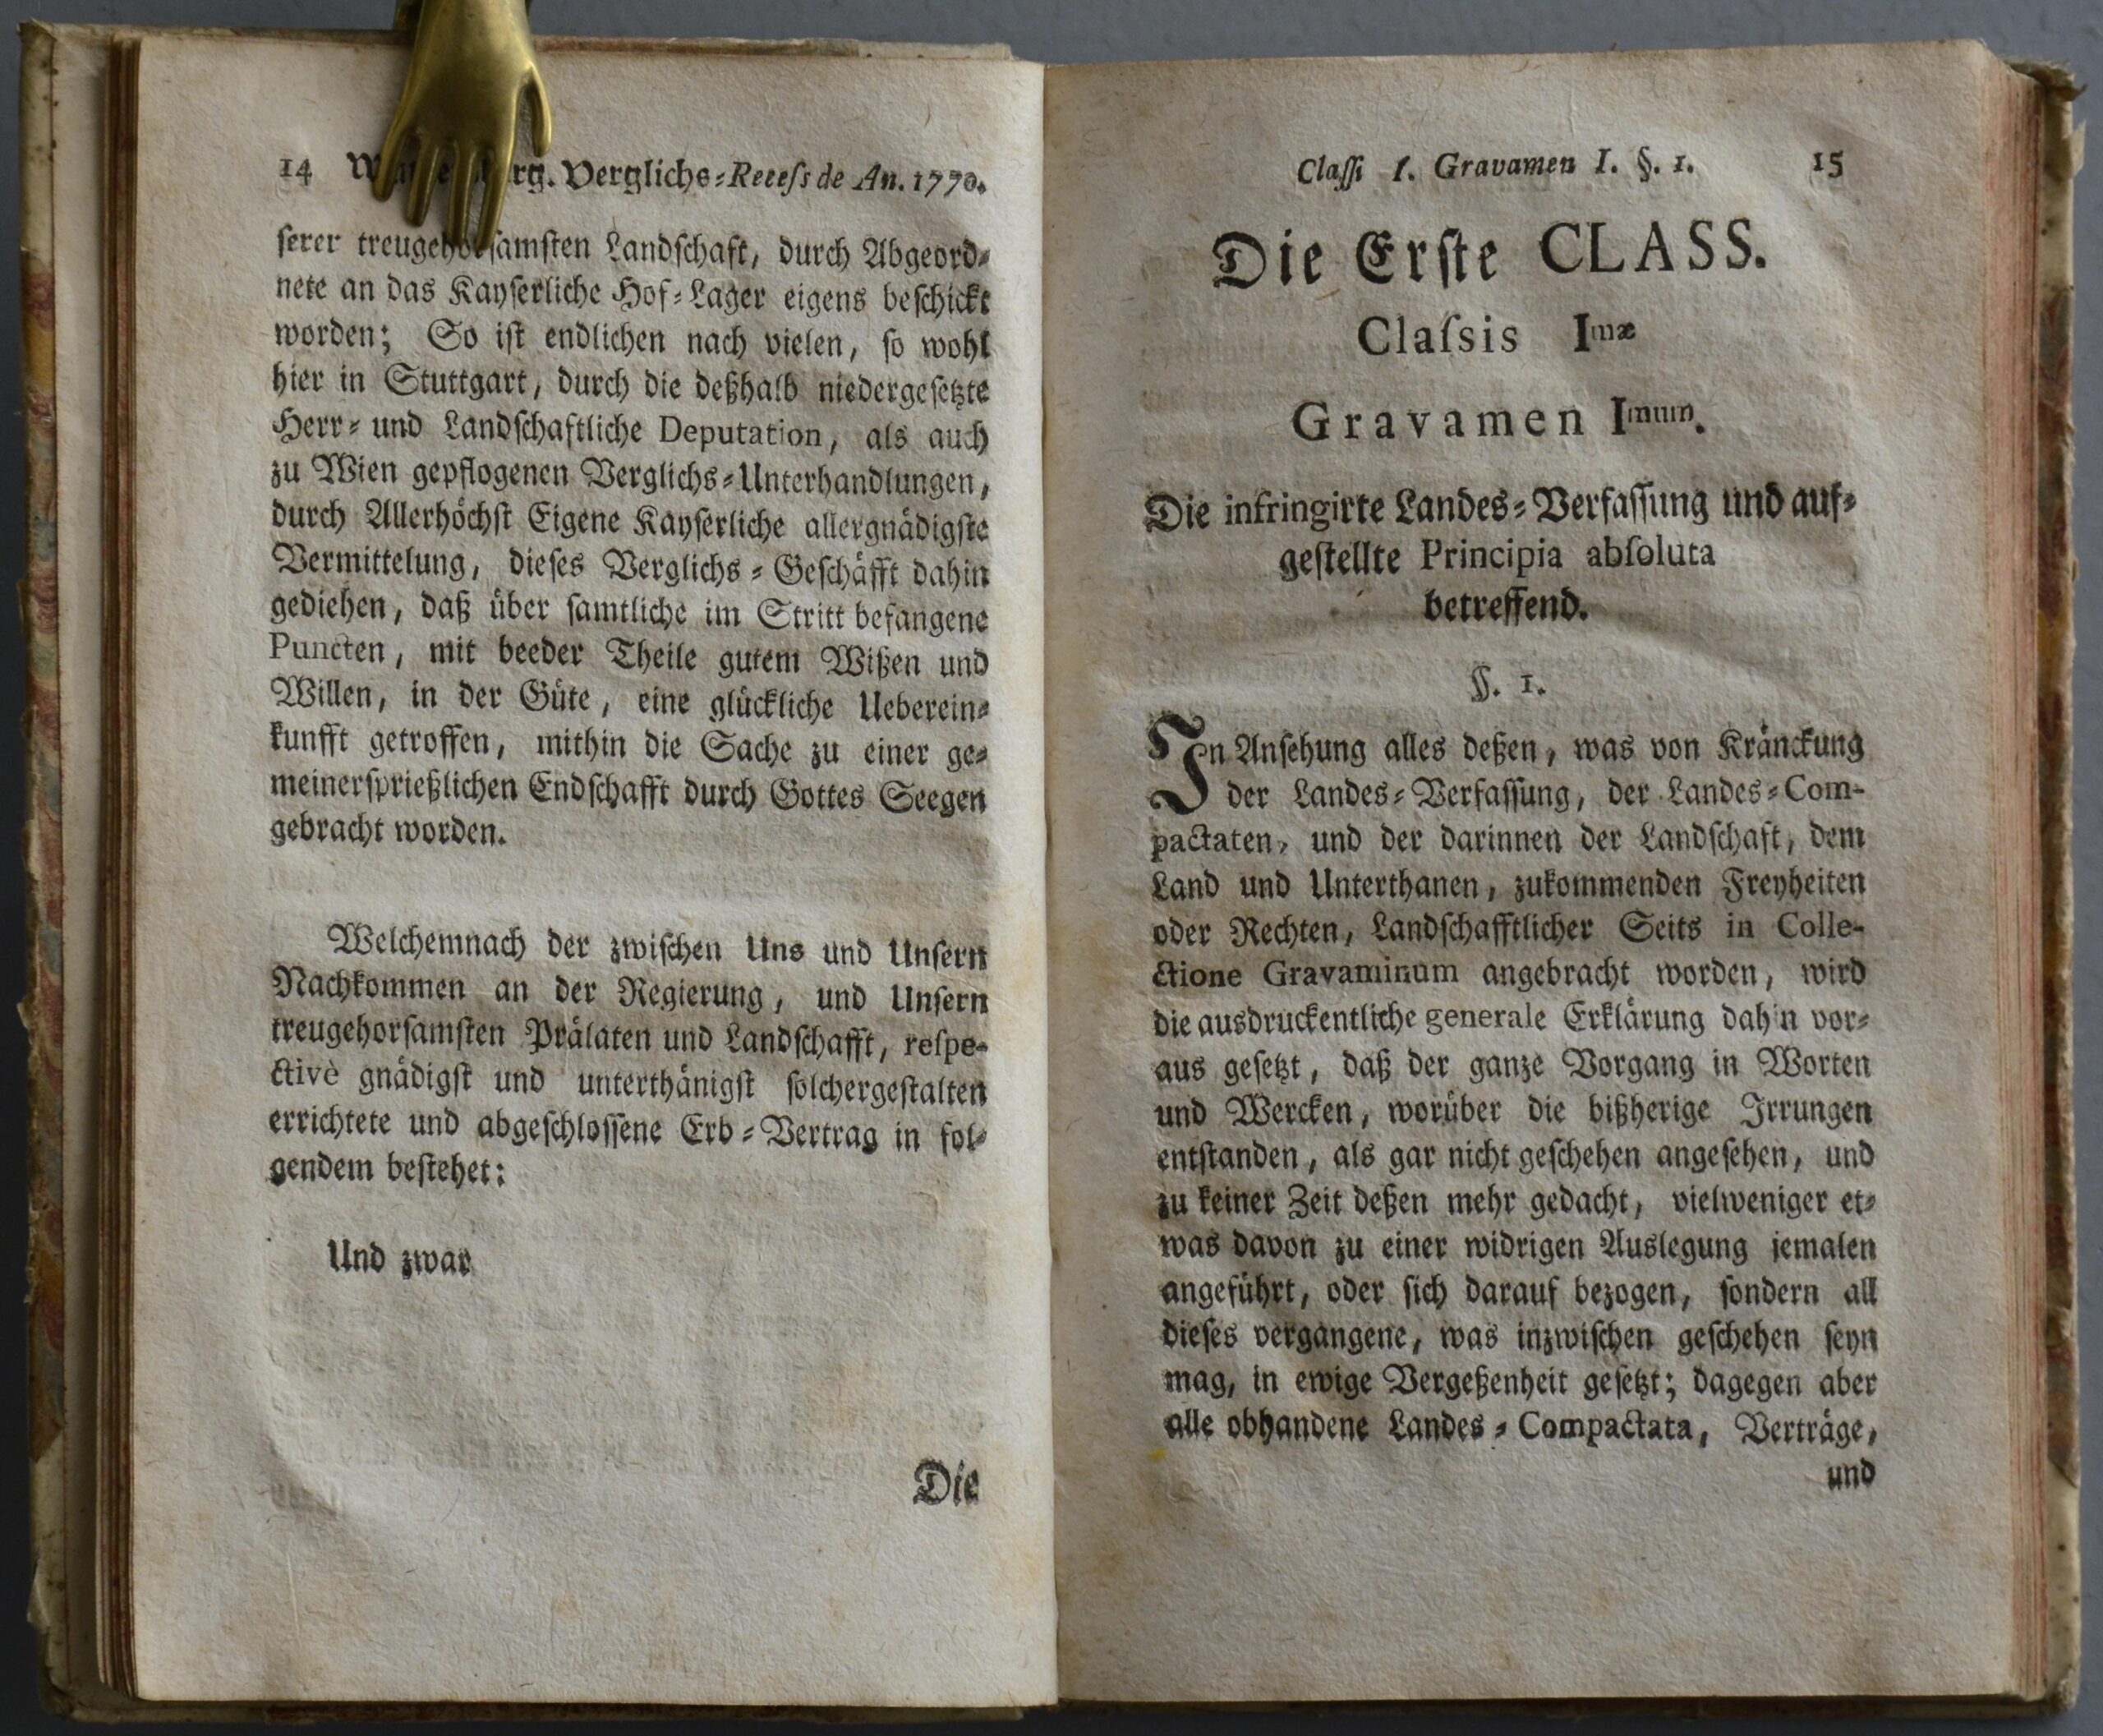 14 rg. Verglichs-Recess de An. 1770.
serer treugehorsamsten Landschaft, durch Abgeord-
nete an das Kayserliche Hof-Lager eigens beschickt
worden; So ist endlichen nach vielen, so wohl
hier in Stuttgart, durch die deßhalb niedergesetzte
Herr- und Landschaftliche Deputation, als auch
zu Wien gepflogenen Verglichs-Unterhandlungen,
durch Allerhöchst Eigene Kayserliche allergnädigste
Vermittelung, dieses Verglichs-Geschäfft dahin
gediehen, daß über samtliche im Stritt befangene
Puncten, mit beeder Theile gutem Wißen und
Willen, in der Güte, eine glückliche Ueberein-
kunfft getroffen, mithin die Sache zu einer ge-
meinersprießlichen Endschafft durch Gottes Seegen
gebracht worden.
Welchemnach der zwischen Uns und Unsern
Nachkommen an der Regierung, und Unsern
treugehorsamsten Prälaten und Landschafft, respe-
ctivè gnädigst und unterthänigst solchergestalten
errichtete und abgeschlossene Erb-Vertrag in fol-
gendem bestehet:
Und zwar
Die
Classi I. Gravamen I. §. 1. 15
Die Erste CLASS.
Classis Imæ
Gravamen Imum.
Die infringirte Landes-Verfassung und auf-
gestellte Principia absoluta
betreffend.
§. 1.
In Ansehung alles deßen, was von Kränckung
der Landes-Verfassung, der Landes-Com-
pactaten, und der darinnen der Landschaft, dem
Land und Unterthanen, zukommenden Freyheiten
oder Rechten, Landschafftlicher Seits in Colle-
ctione Gravaminum angebracht worden, wird
die ausdruckentliche generale Erklärung dahin vor-
aus gesetzt, daß der ganze Vorgang in Worten
und Wercken, worüber die bißherige Irrungen
entstanden, als gar nicht geschehen angesehen, und
zu keiner Zeit deßen mehr gedacht, vielweniger et-
was davon zu einer widrigen Auslegung jemalen
angeführt, oder sich darauf bezogen, sondern all
dieses vergangene, was inzwischen geschehen seyn
mag, in ewige Vergeßenheit gesetzt; dagegen aber
alle obhandene Landes-Compactata, Verträge,
und